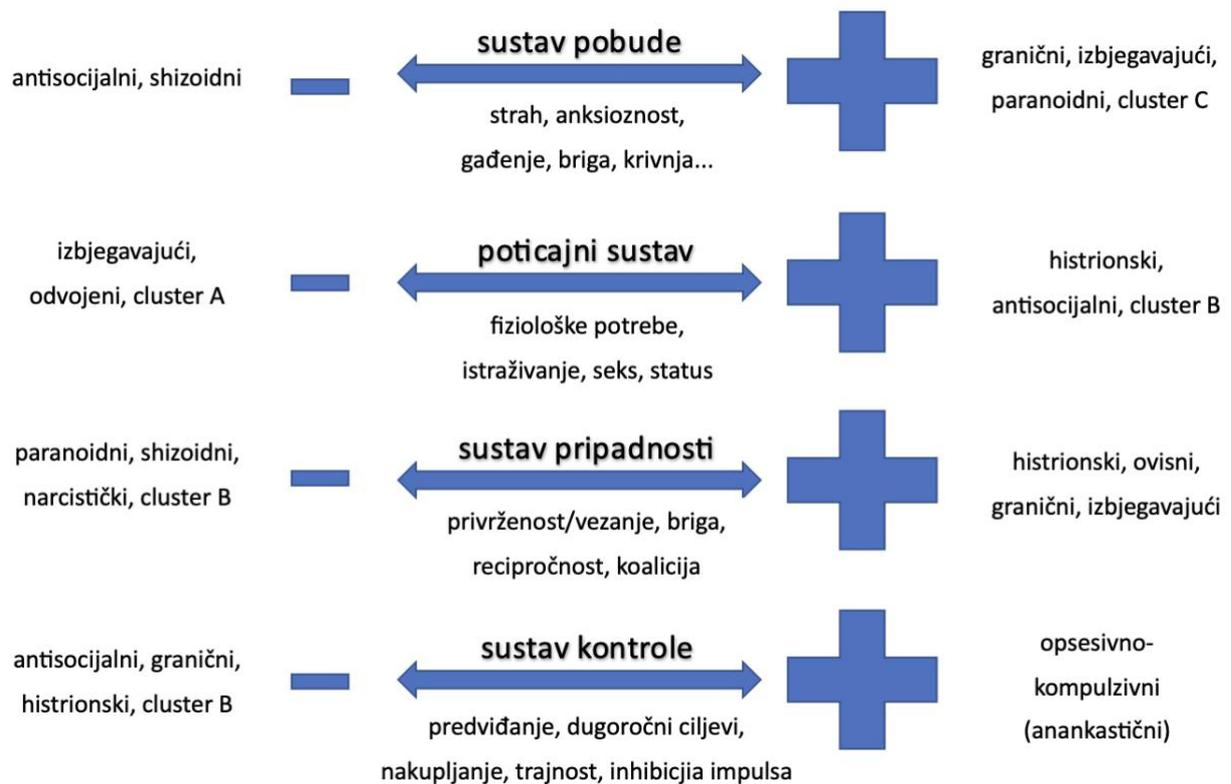 sustav pobude
antisocijalni, shizoidni
strah, anksioznost,
gađenje, briga, krivnja...
granični, izbjegavajući,
paranoidni, cluster C
izbjegavajući,
odvojeni, cluster A
poticajni sustav
fiziološke potrebe,
istraživanje, seks, status
histrionski,
antisocijalni, cluster B
paranoidni, shizoidni,
narcistički, cluster B
sustav pripadnosti
privrženost/vezanje, briga,
recipročnost, koalicija
histrionski, ovisni,
granični, izbjegavajući
antisocijalni, granični,
histrionski, cluster B
sustav kontrole
predviđanje, dugoročni ciljevi,
nakupljanje, trajnost, inhibicjia impulsa
opsesivno-
kompulzivni
(anankastični)